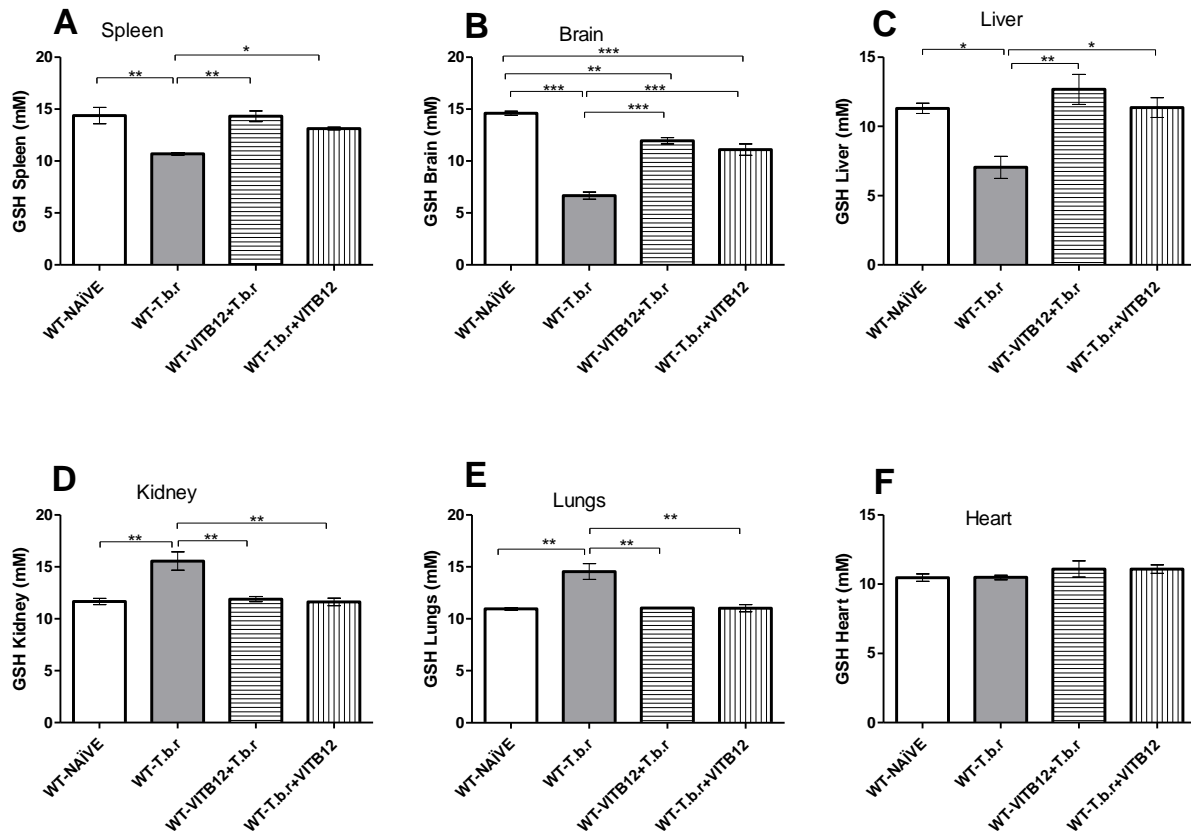 A
Spleen
*
**
**
20
15
10
5
0
GSH Spleen (mM)
WT-NAÏVE
WT-T.b.r
WT-VITB12+T.b.r
WT-T.b.r+VITB12
B
Brain
***
**
***
***
***
20
15
10
5
0
GSH Brain (mM)
WT-NAÏVE
WT-T.b.r
WT-VITB12+T.b.r
WT-T.b.r+VITB12
C
Liver
*
*
**
15
10
5
0
GSH Liver (mM)
WT-NAÏVE
WT-T.b.r
WT-VITB12+T.b.r
WT-T.b.r+VITB12
D
Kidney
**
**
**
20
15
10
5
0
GSH Kidney (mM)
WT-NAÏVE
WT-T.b.r
WT-VITB12+T.b.r
WT-T.b.r+VITB12
E
Lungs
**
**
**
20
15
10
5
0
GSH Lungs (mM)
WT-NAÏVE
WT-T.b.r
WT-VITB12+T.b.r
WT-T.b.r+VITB12
F
Heart
15
10
5
0
GSH Heart (mM)
WT-NAÏVE
WT-T.b.r
WT-VITB12+T.b.r
WT-T.b.r+VITB12